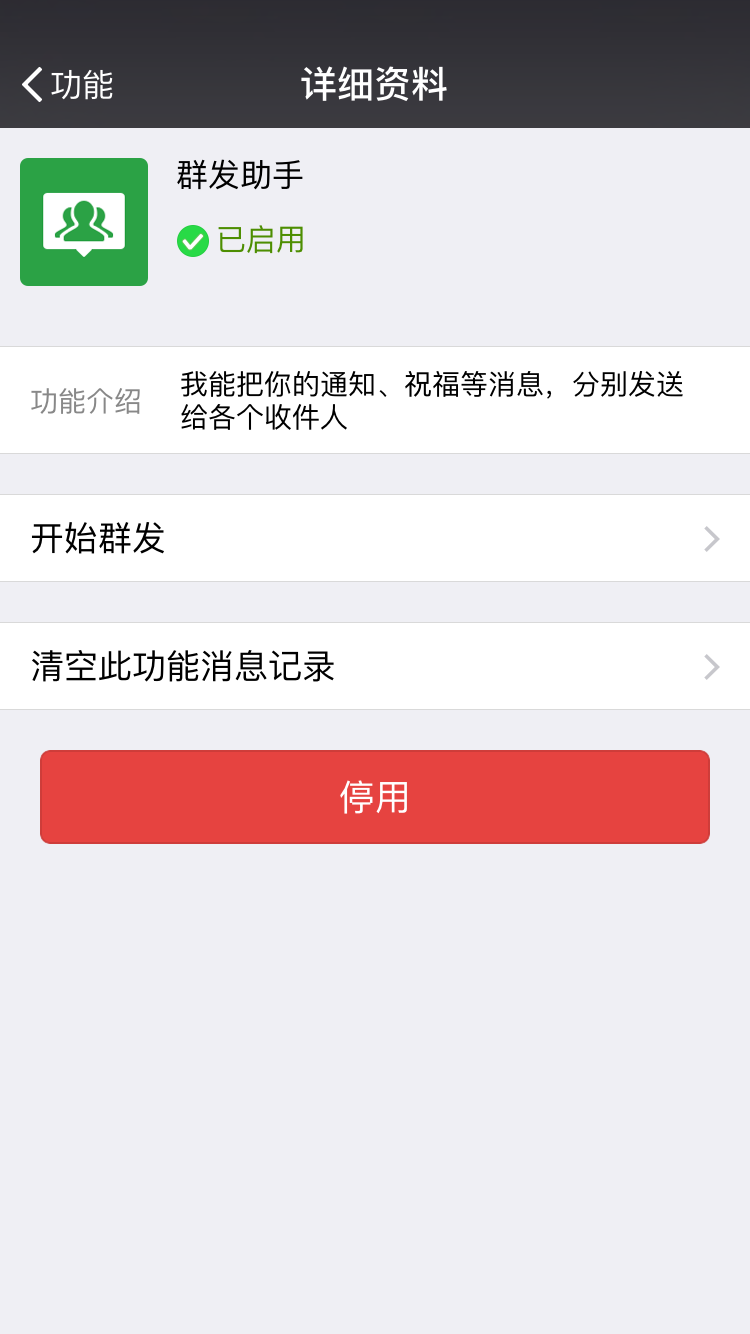 功能
详细资料
群发助手
已启用
功能介绍
我能把你的通知、祝福等消息，分别发送
给各个收件人
开始群发
清空此功能消息记录
停用